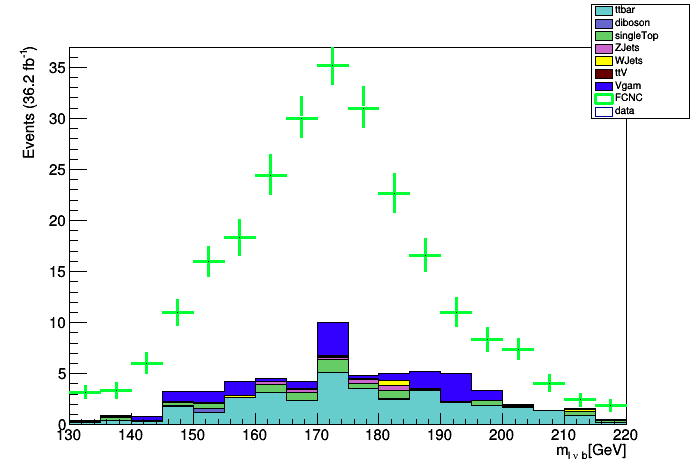 ttbar
diboson
singleTop
ZJets
WJets
ttV
Vgam
FCNC
data
Events (36.2 fb⁻¹)
35
30
25
20
15
10
5
0
130 140 150 160 170 180 190 200 210 220
m_{l ν b}[GeV]